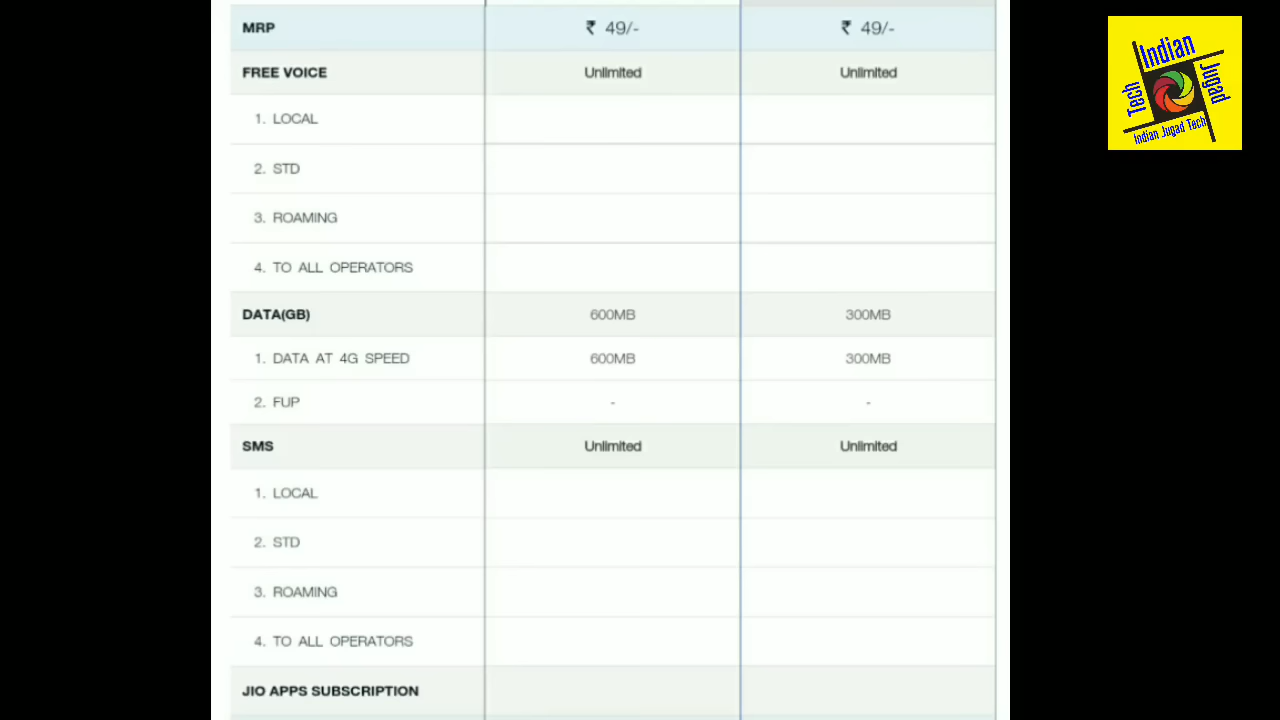 MRP ₹ 49/- ₹ 49/-
FREE VOICE Unlimited Unlimited
1. LOCAL
2. STD
3. ROAMING
4. TO ALL OPERATORS
DATA(GB) 600MB 300MB
1. DATA AT 4G SPEED 600MB 300MB
2. FUP - -
SMS Unlimited Unlimited
1. LOCAL
2. STD
3. ROAMING
4. TO ALL OPERATORS
JIO APPS SUBSCRIPTION
Indian
Jugad
Tech
Indian Jugad Tech